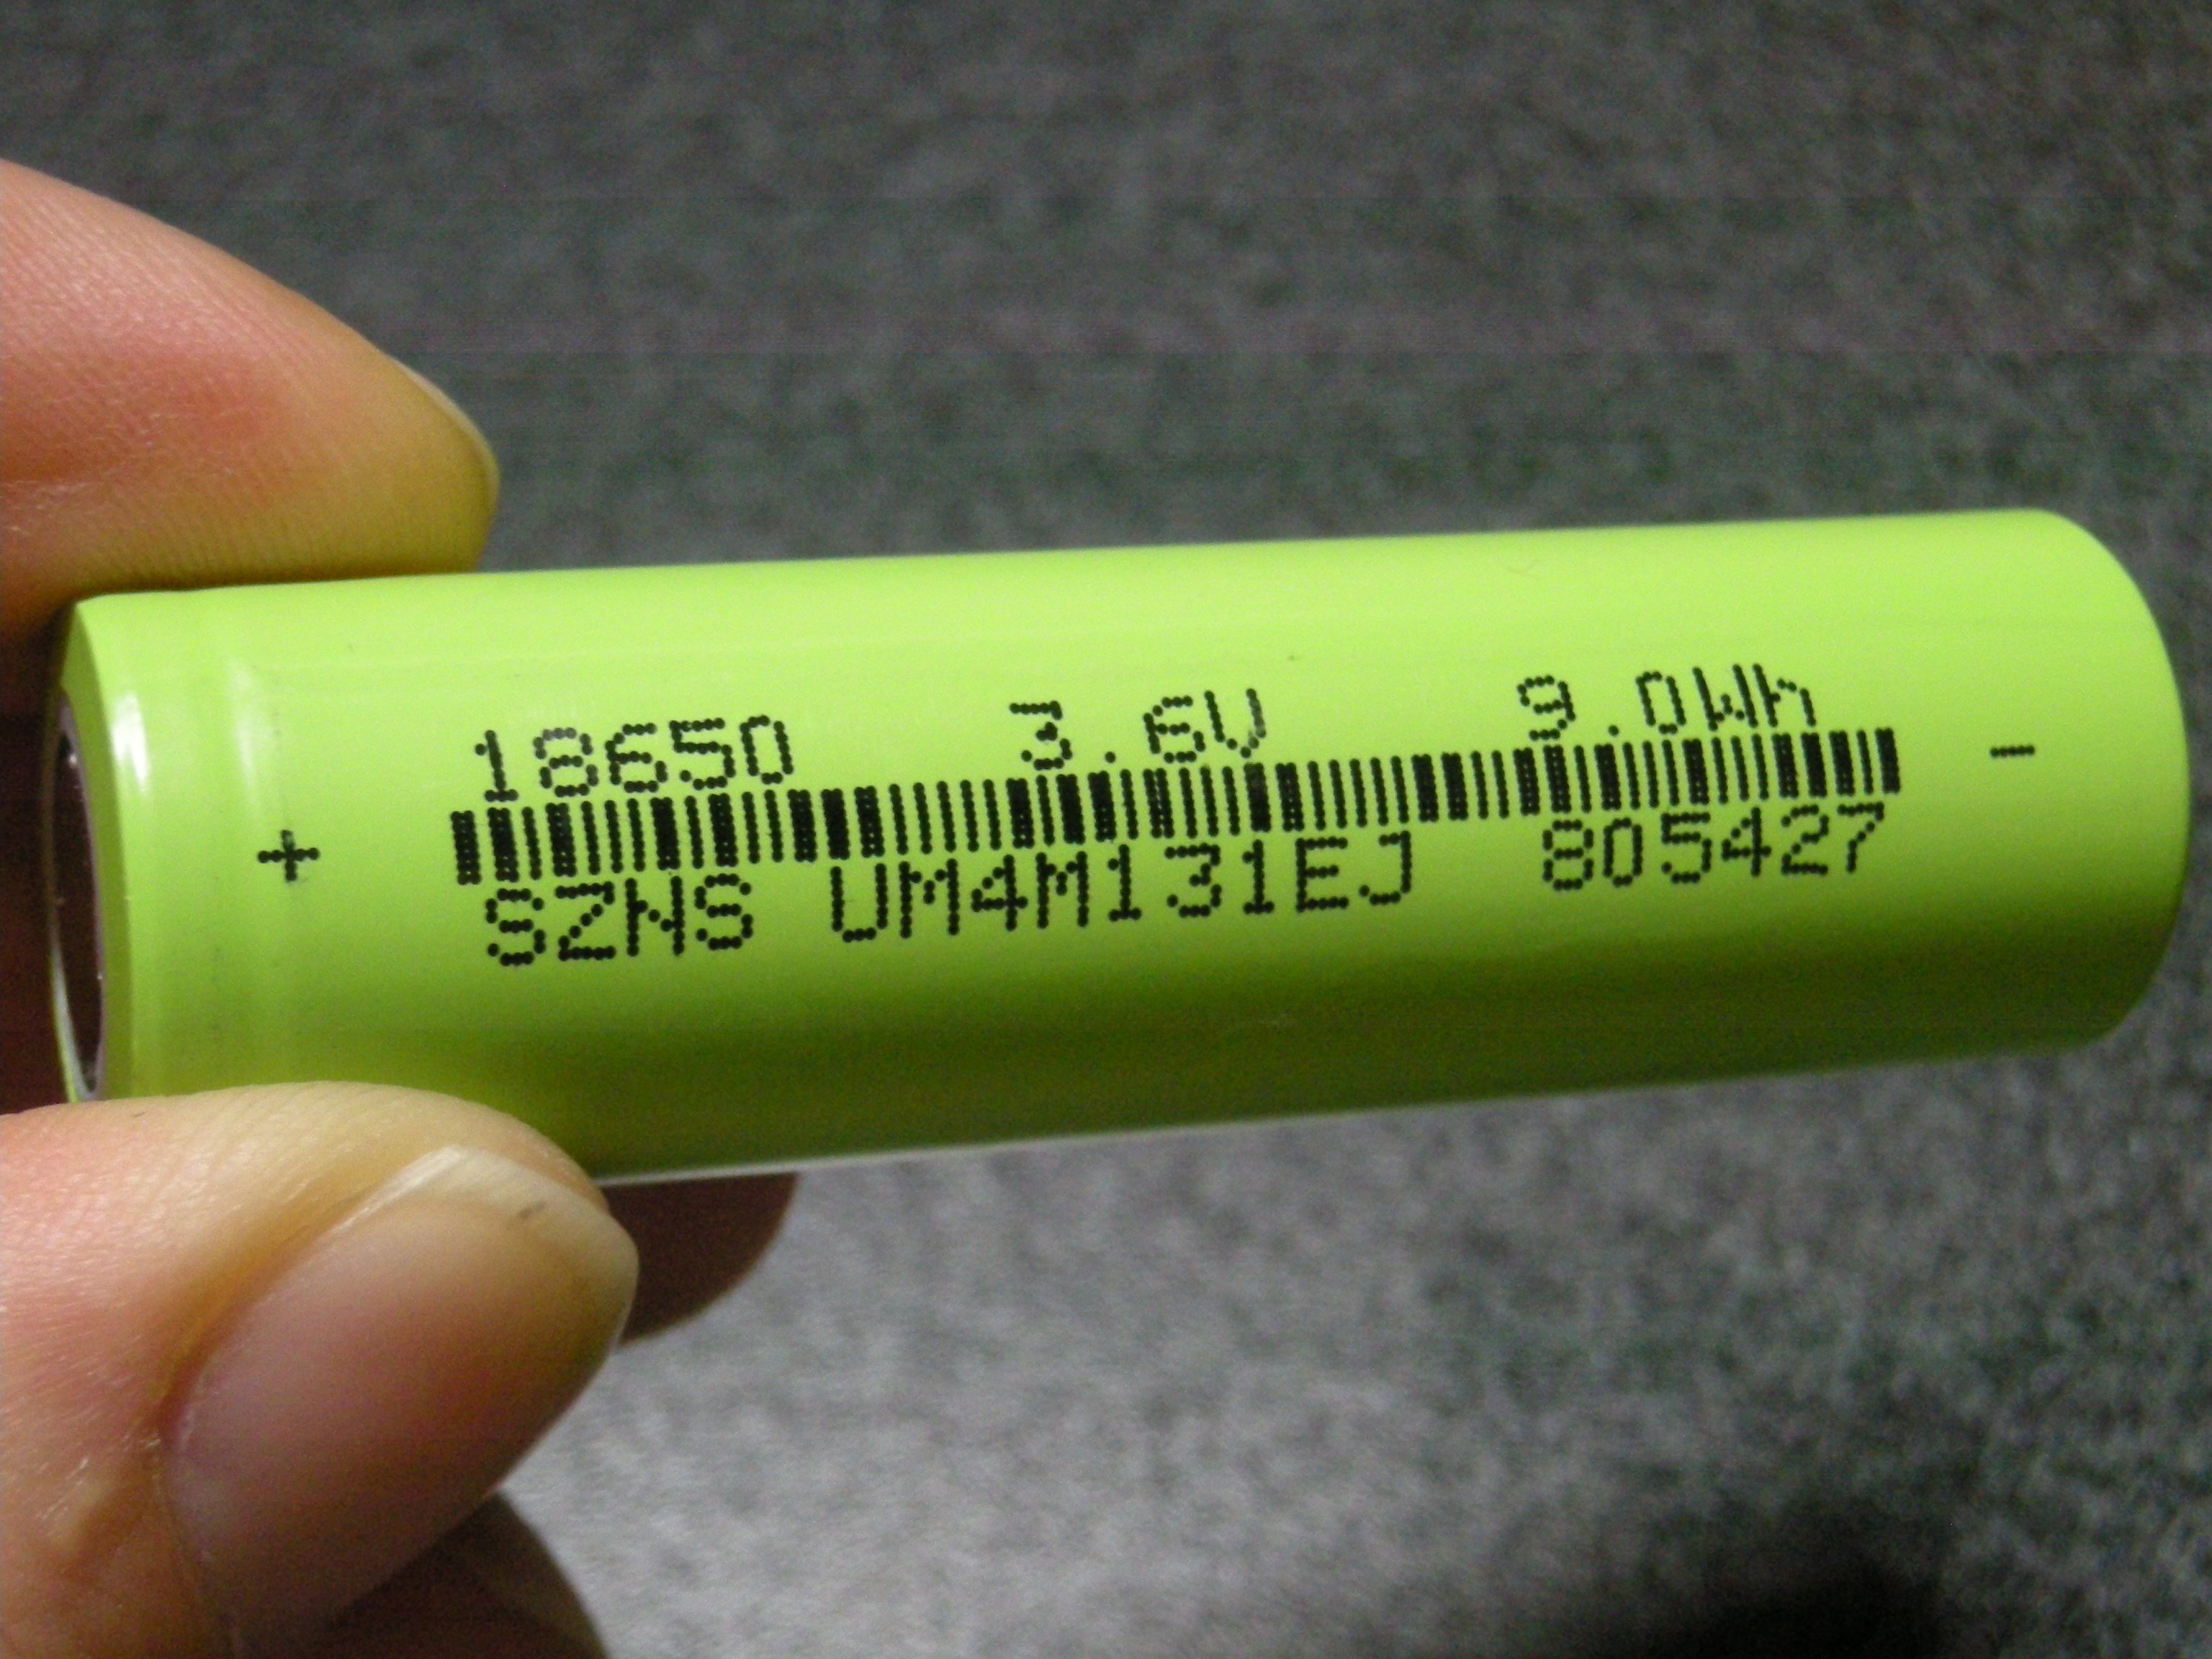 18650 3.6V 9.0Wh
+ -
SZNS UM4M131EJ 805427